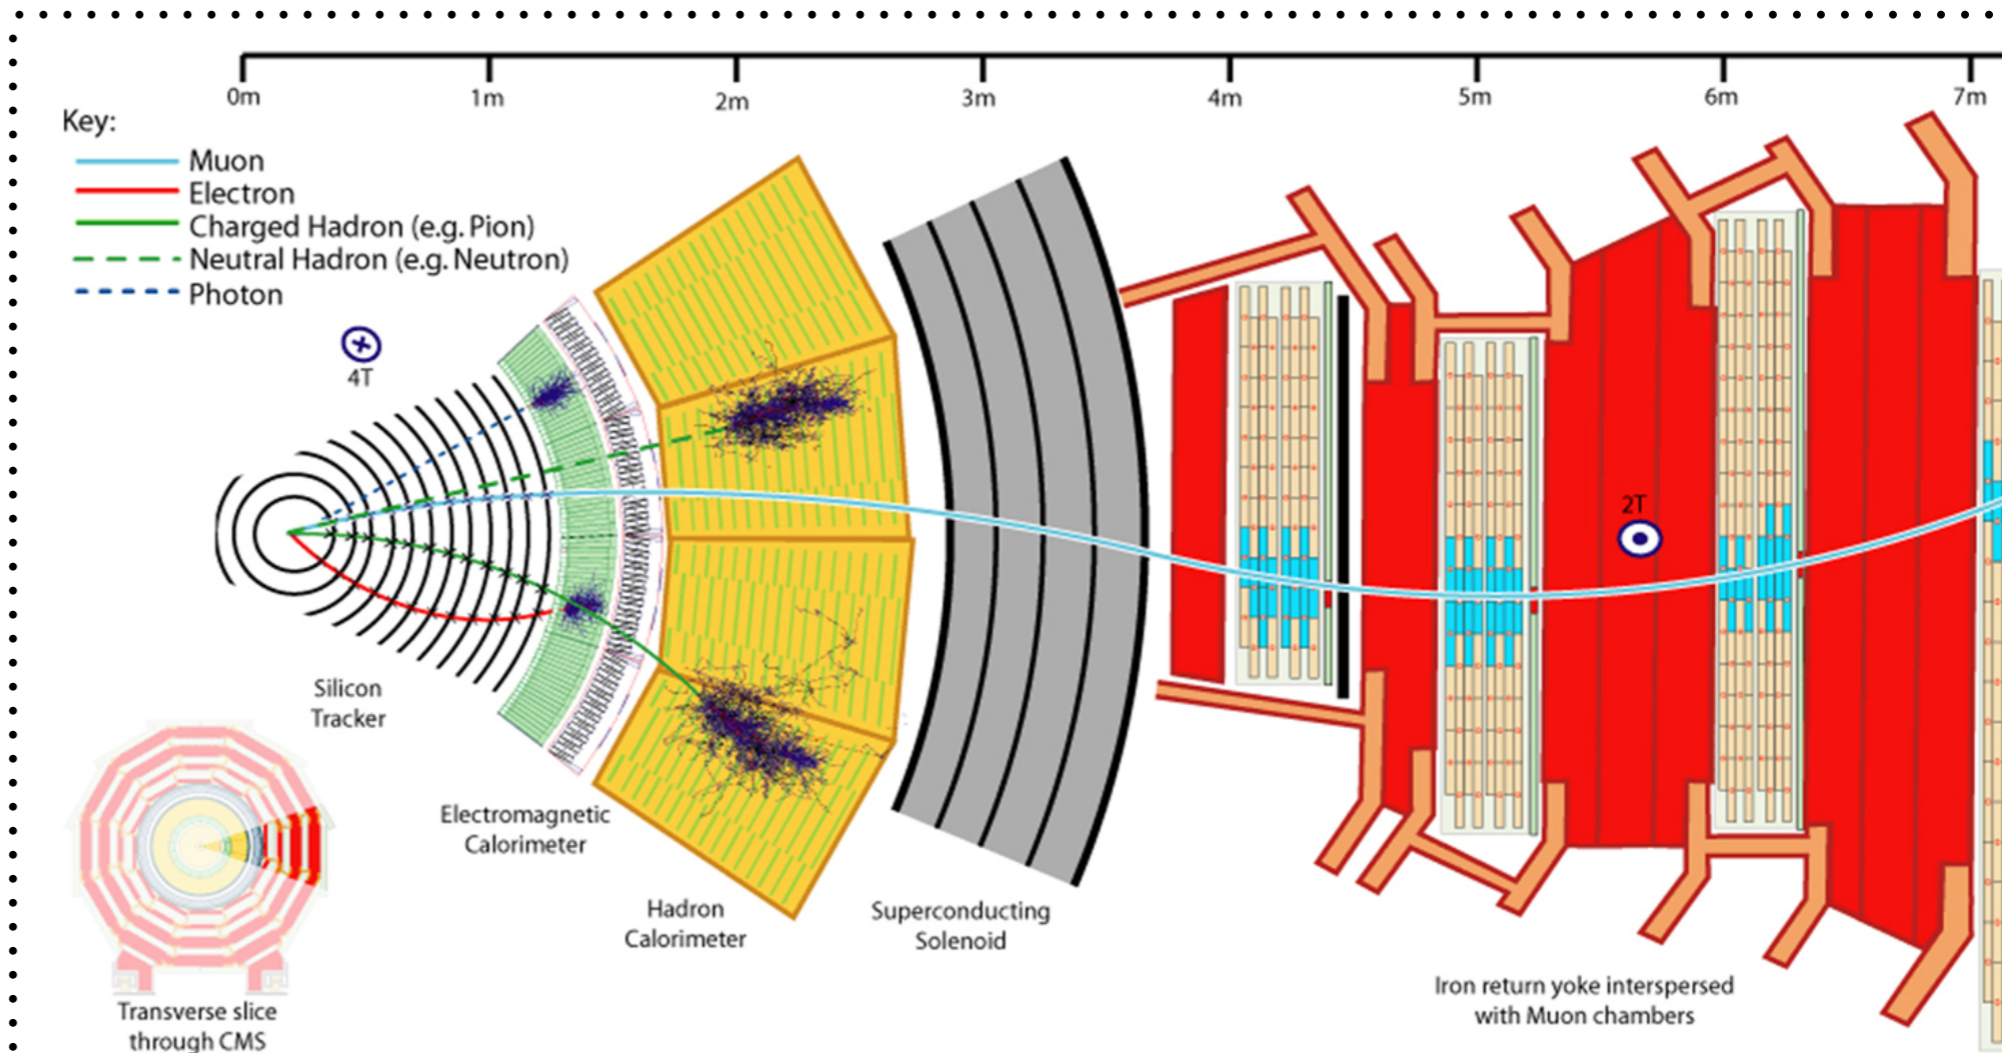 0m 1m 2m 3m 4m 5m 6m 7m
Key:
Muon
Electron
Charged Hadron (e.g. Pion)
Neutral Hadron (e.g. Neutron)
Photon
4T
2T
Silicon
Tracker
Electromagnetic
Calorimeter
Hadron
Calorimeter
Superconducting
Solenoid
Iron return yoke interspersed
with Muon chambers
Transverse slice
through CMS